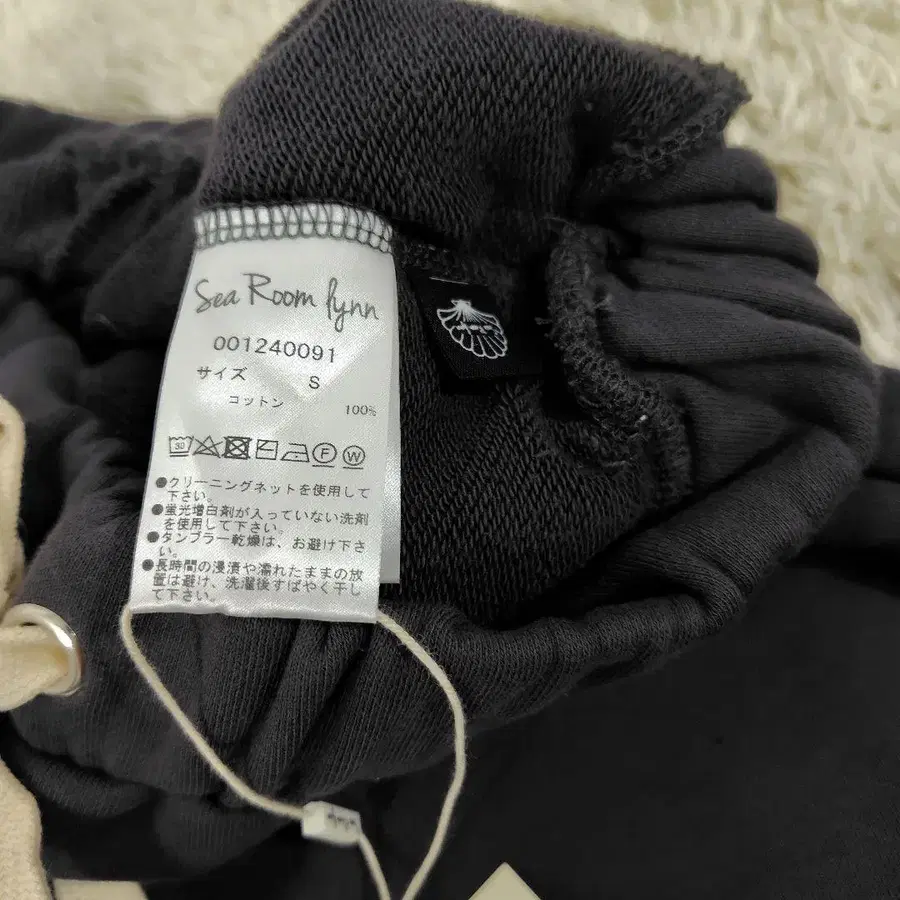 Sea Room lynn
001240091
サイズ S
コットン
100%
30
F W
●クリーニングネットを使用して
下さい。
●蛍光増白剤が入っていない洗剤
を使用して下さい。
●タンブラー乾燥は、お避け下さ
い。
●長時間の浸漬や濡れたままの放
置は避け、洗濯後すばやく干し
て下さい。